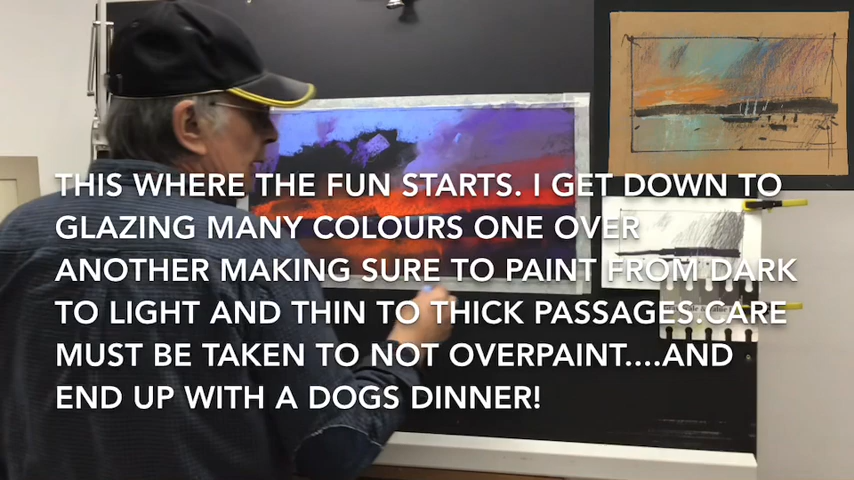 THIS WHERE THE FUN STARTS. I GET DOWN TO
GLAZING MANY COLOURS ONE OVER
ANOTHER MAKING SURE TO PAINT FROM DARK
TO LIGHT AND THIN TO THICK PASSAGES.CARE
MUST BE TAKEN TO NOT OVERPAINT....AND
END UP WITH A DOGS DINNER!